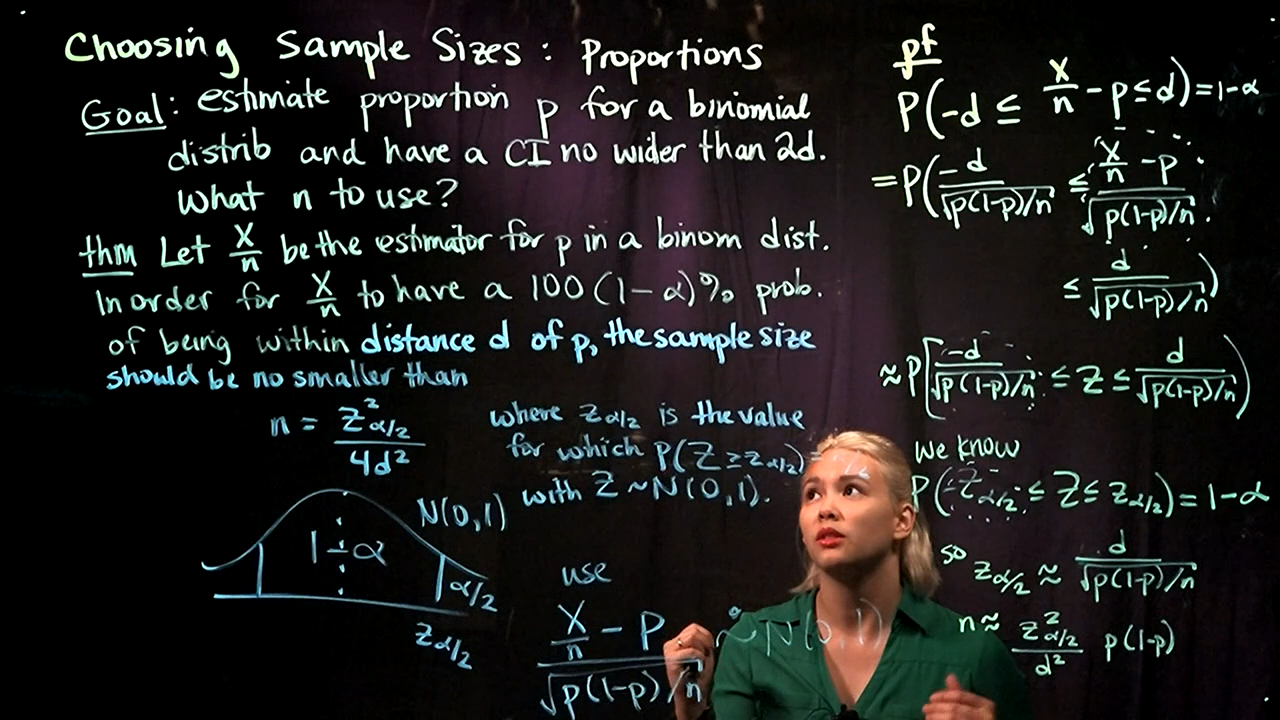 Choosing Sample Sizes: Proportions
Goal: estimate proportion p for a binomial
distrib and have a CI no wider than 2d.
What n to use?
thm Let X/n be the estimator for p in a binom dist.
In order for X/n to have a 100(1-α)% prob.
of being within distance d of p, the sample size
should be no smaller than
n = z²α/2 / 4d²
where zα/2 is the value
for which P(Z ≥ zα/2) =
with Z ~ N(0,1).
N(0,1)
1-α
α/2
zα/2
use
(X/n - p) / √p(1-p)/n ~ N(0,1)
pf
P(-d ≤ X/n - p ≤ d) = 1-α
= P(-d / √p(1-p)/n ≤ (X/n - p) / √p(1-p)/n
≤ d / √p(1-p)/n)
≈ P[-d / √p(1-p)/n ≤ Z ≤ d / √p(1-p)/n)
we know
P(-zα/2 ≤ Z ≤ zα/2) = 1-α
so zα/2 ≈ d / √p(1-p)/n
n ≈ z²α/2 / d² p(1-p)